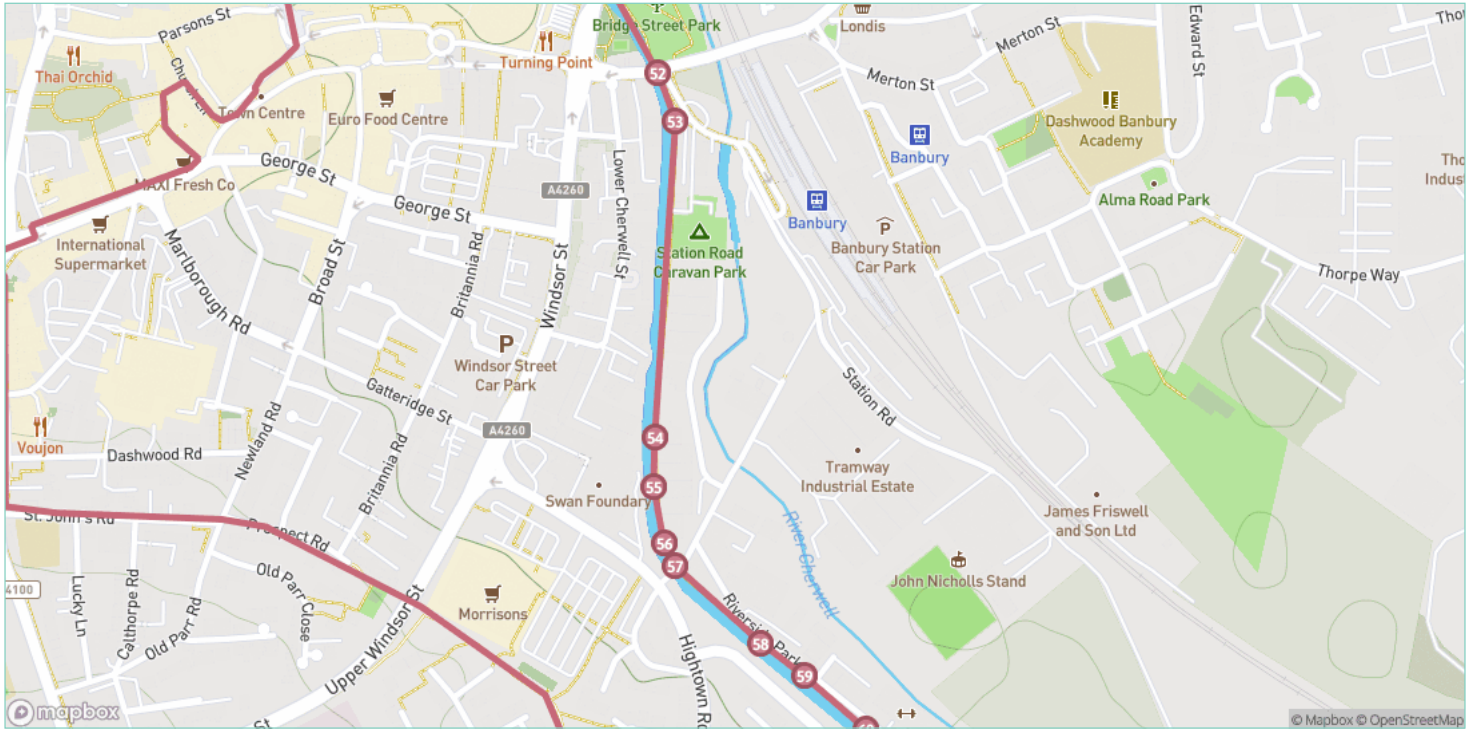 Parsons St
Bridge Street Park
Londis
Edward St
Merton St
Thai Orchid
Turning Point
52
Merton St
Church Ln
Town Centre
Euro Food Centre
53
Dashwood Banbury
Academy
Banbury
George St
MAXI Fresh Co
Lower Cherwell St
A4260
George St
Alma Road Park
Banbury
International
Supermarket
Station Road
Caravan Park
Banbury Station
Car Park
Thorpe Way
Marlborough Rd
Broad St
Britannia Rd
Windsor St
P
Windsor Street
Car Park
Gatteridge St
Station Rd
A4260
54
Voujon
Dashwood Rd
Newland Rd
Britannia Rd
Tramway
Industrial Estate
55
Swan Foundary
St. John's Rd
Prospect Rd
James Friswell
and Son Ltd
56
57
River Cherwell
John Nicholls Stand
4100
Lucky Ln
Calthorpe Rd
Old Parr Rd
Old Parr Close
Morrisons
Upper Windsor St
Riverside Park
58
59
Hightown Rd
mapbox
St
© Mapbox © OpenStreetMap